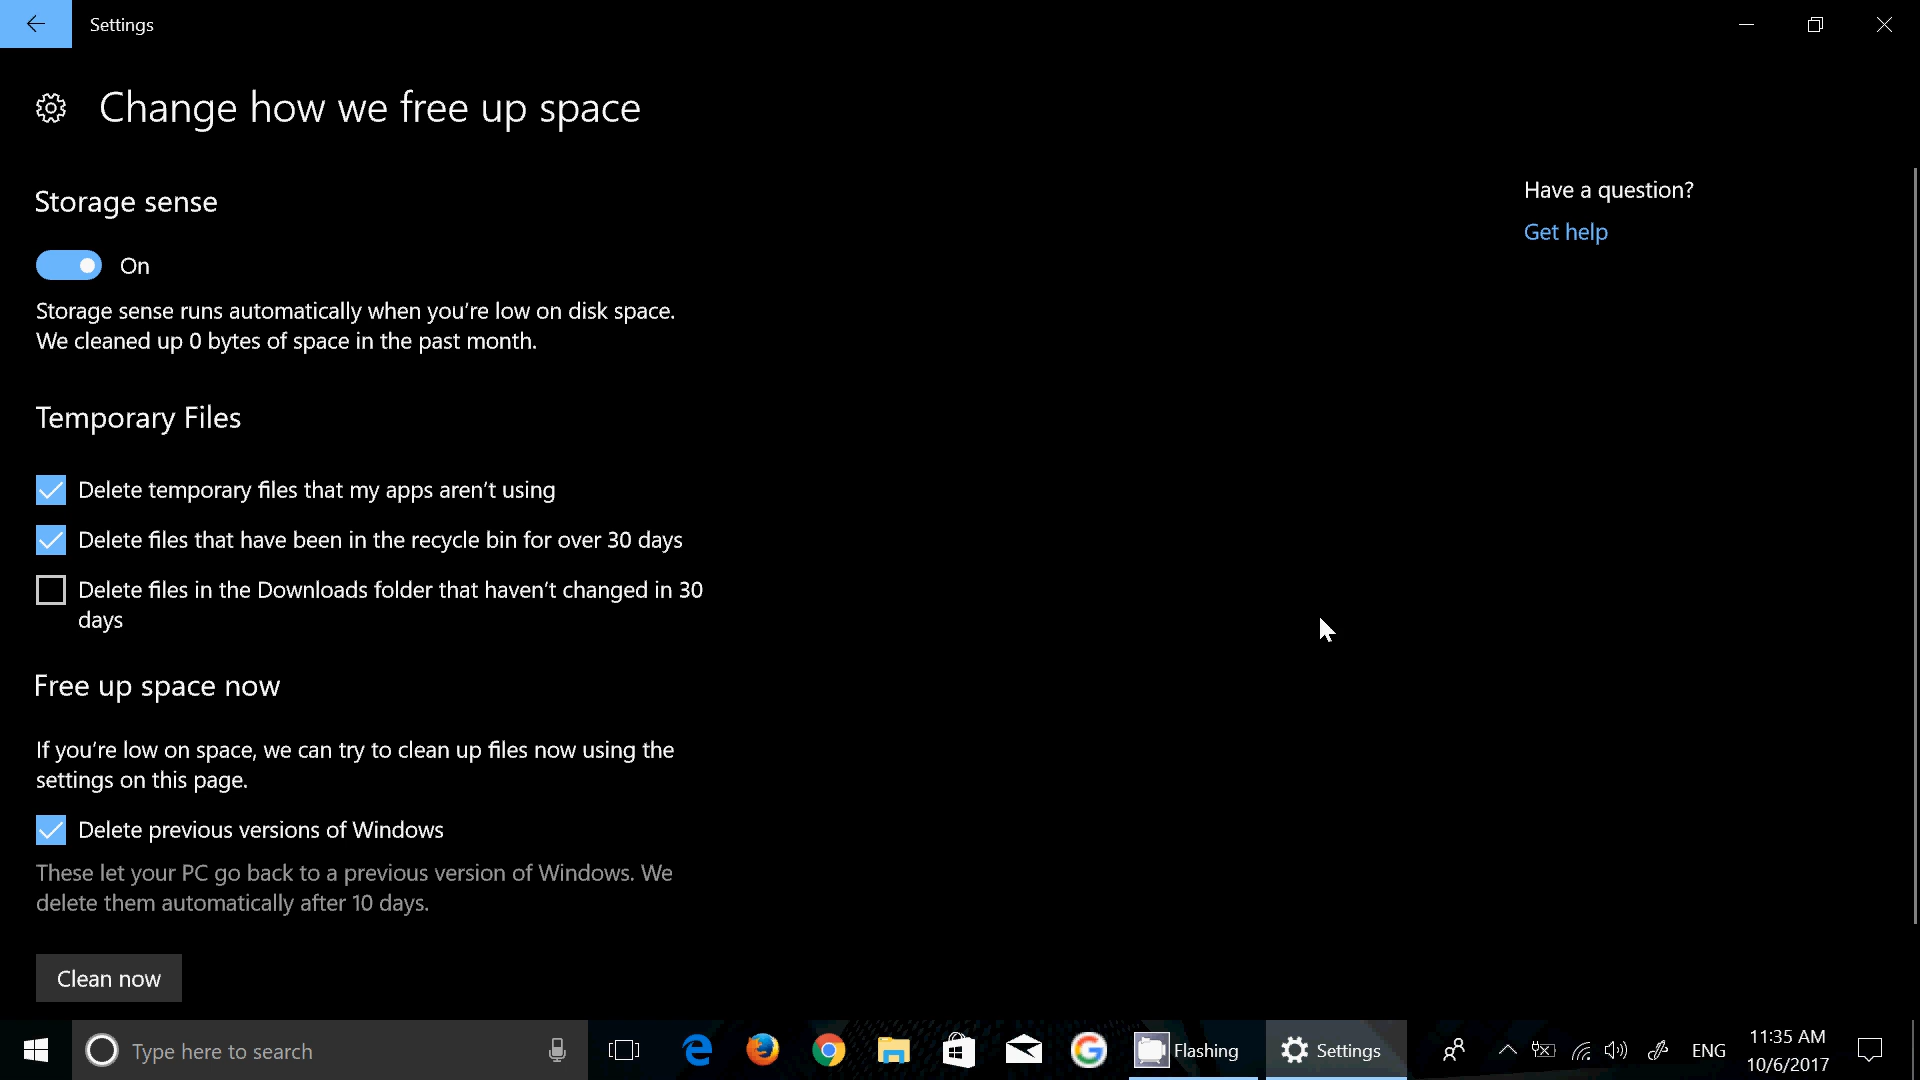 Settings
Change how we free up space
Storage sense
On
Storage sense runs automatically when you're low on disk space.
We cleaned up 0 bytes of space in the past month.
Temporary Files
Delete temporary files that my apps aren't using
Delete files that have been in the recycle bin for over 30 days
Delete files in the Downloads folder that haven't changed in 30
days
Free up space now
If you're low on space, we can try to clean up files now using the
settings on this page.
Delete previous versions of Windows
These let your PC go back to a previous version of Windows. We
delete them automatically after 10 days.
Clean now
Have a question?
Get help
Type here to search
Flashing
Settings
ENG
11:35 AM
10/6/2017